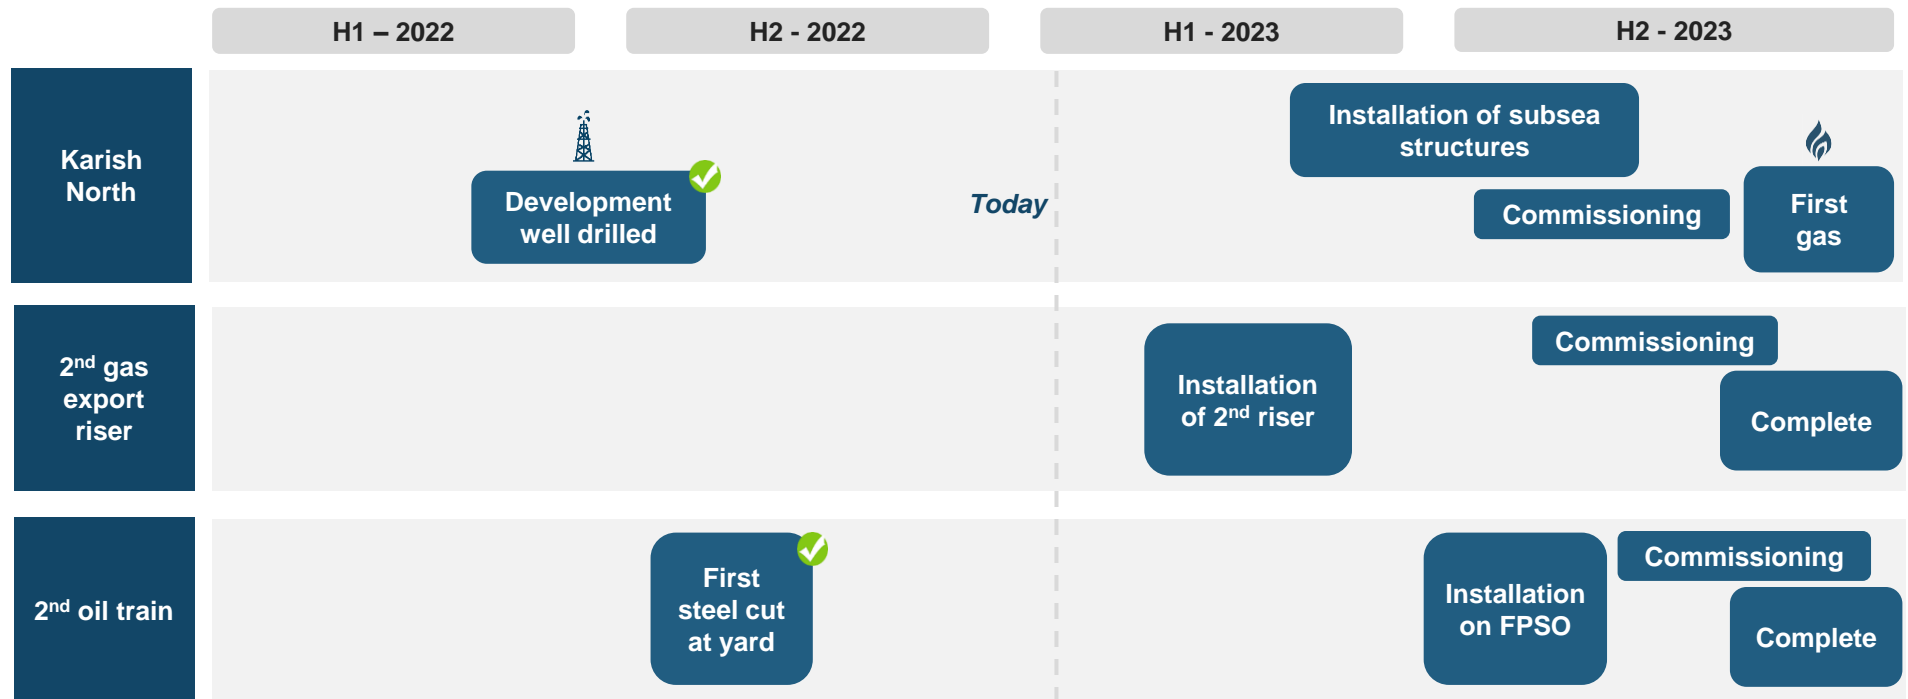 H1 – 2022
H2 - 2022
H1 - 2023
H2 - 2023
Karish
North
Development
well drilled
Today
Installation of subsea
structures
Commissioning
First
gas
2nd gas
export
riser
Installation
of 2nd riser
Commissioning
Complete
2nd oil train
First
steel cut
at yard
Installation
on FPSO
Commissioning
Complete